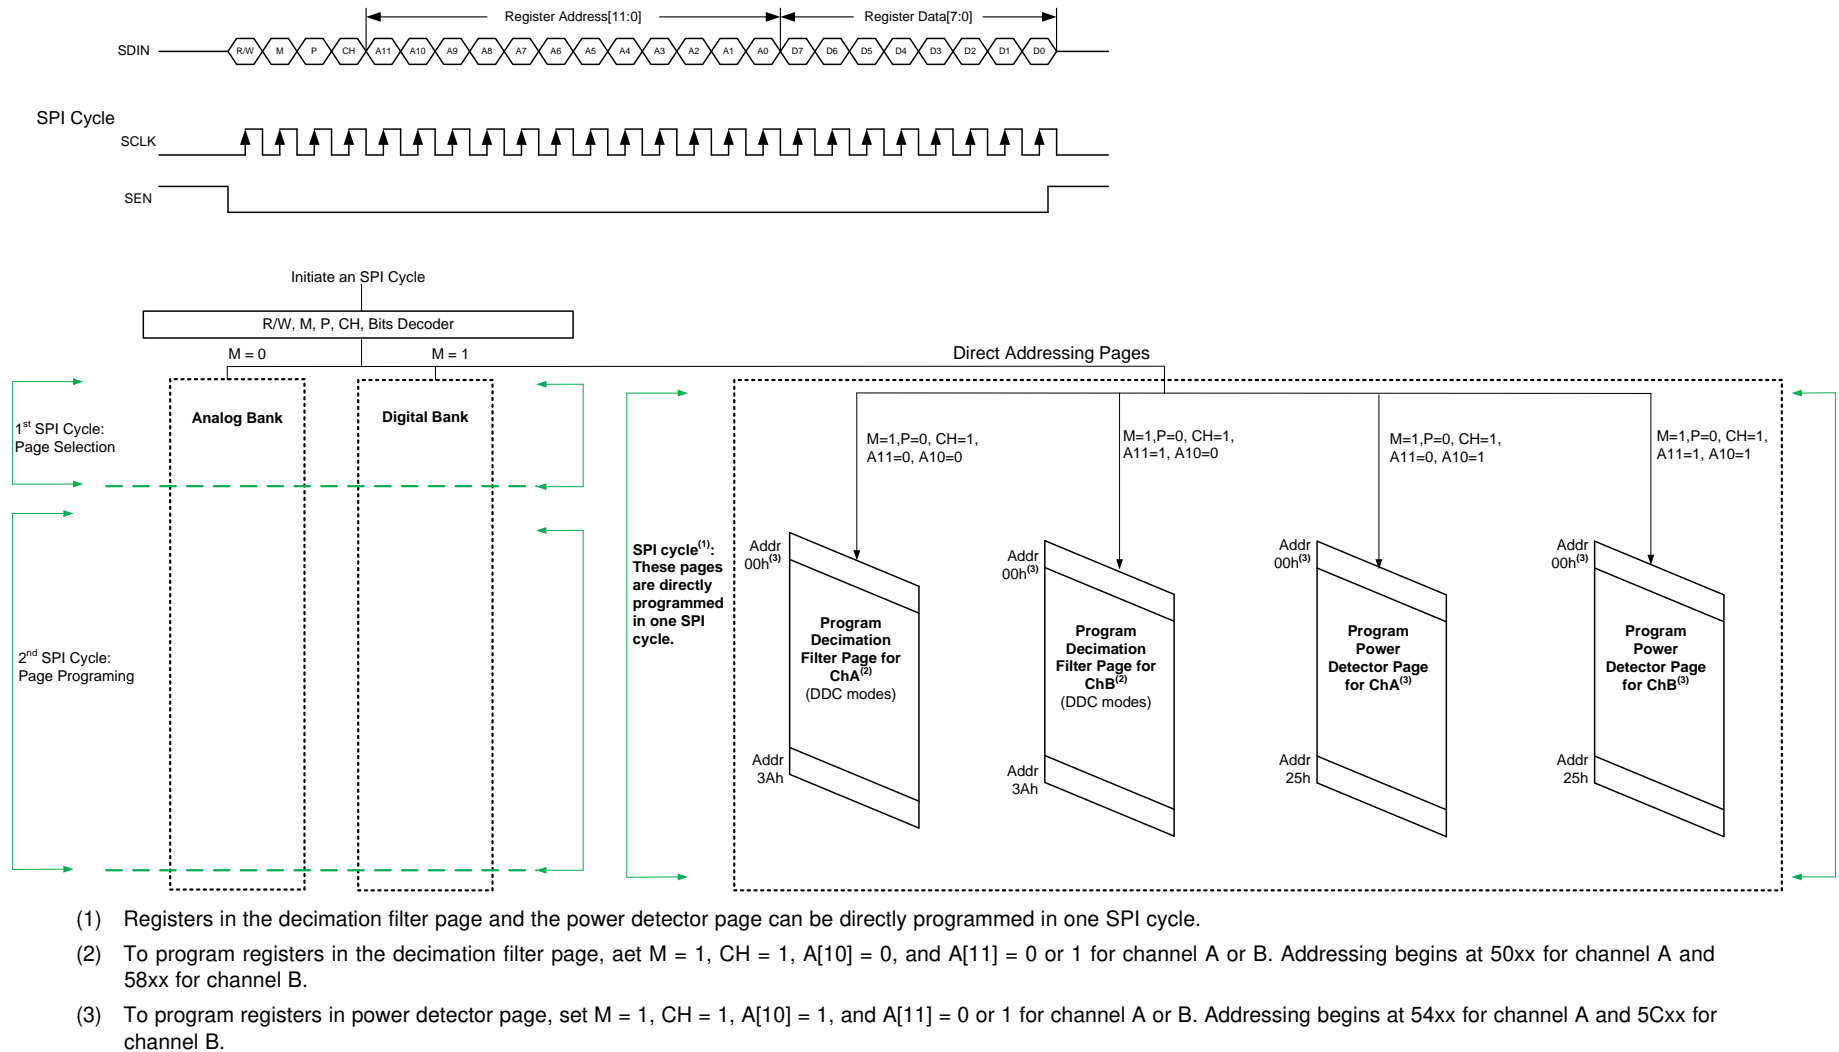 Register Address[11:0]
Register Data[7:0]
SDIN
R/W M P CH A11 A10 A9 A8 A7 A6 A5 A4 A3 A2 A1 A0 D7 D6 D5 D4 D3 D2 D1 D0
SPI Cycle
SCLK
SEN
Initiate an SPI Cycle
R/W, M, P, CH, Bits Decoder
M = 0
M = 1
Direct Addressing Pages
Analog Bank
Digital Bank
1st SPI Cycle:
Page Selection
2nd SPI Cycle:
Page Programing
SPI cycle(1):
These pages
are directly
programmed
in one SPI
cycle.
M=1,P=0, CH=1,
A11=0, A10=0
M=1,P=0, CH=1,
A11=1, A10=0
M=1,P=0, CH=1,
A11=0, A10=1
M=1,P=0, CH=1,
A11=1, A10=1
Addr
00h(3)
Program
Decimation
Filter Page for
ChA(2)
(DDC modes)
Addr
3Ah
Addr
00h(3)
Program
Decimation
Filter Page for
ChB(2)
(DDC modes)
Addr
3Ah
Addr
00h(3)
Program
Power
Detector Page
for ChA(3)
Addr
25h
Addr
00h(3)
Program
Power
Detector Page
for ChB(3)
Addr
25h
(1) Registers in the decimation filter page and the power detector page can be directly programmed in one SPI cycle.
(2) To program registers in the decimation filter page, aet M = 1, CH = 1, A[10] = 0, and A[11] = 0 or 1 for channel A or B. Addressing begins at 50xx for channel A and
58xx for channel B.
(3) To program registers in power detector page, set M = 1, CH = 1, A[10] = 1, and A[11] = 0 or 1 for channel A or B. Addressing begins at 54xx for channel A and 5Cxx for
channel B.